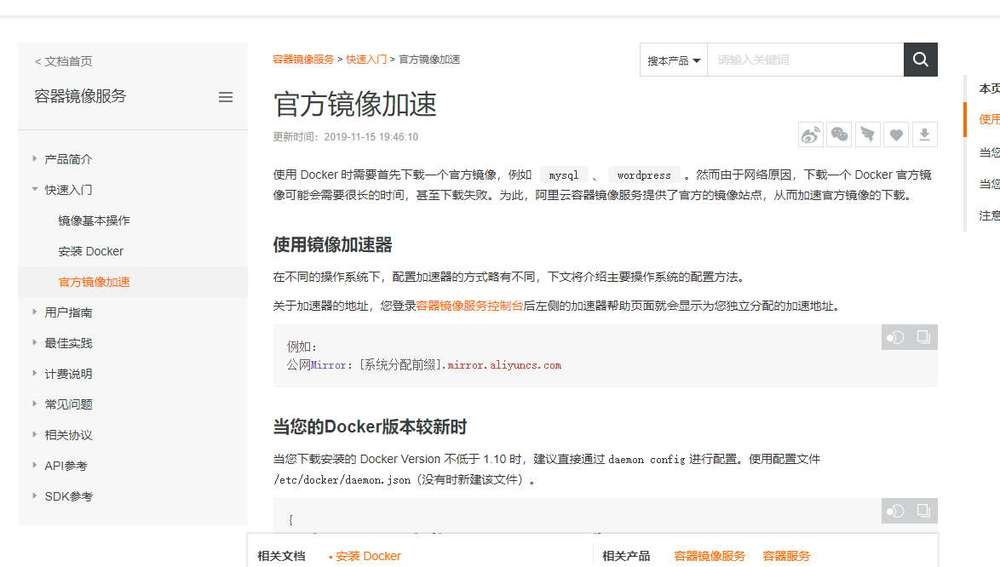 < 文档首页
容器镜像服务
产品简介
快速入门
镜像基本操作
安装 Docker
官方镜像加速
用户指南
最佳实践
计费说明
常见问题
相关协议
API参考
SDK参考
容器镜像服务 > 快速入门 > 官方镜像加速
搜本产品
请输入关键词
官方镜像加速
更新时间：2019-11-15 19:46:10
使用 Docker 时需要首先下载一个官方镜像，例如 mysql 、 wordpress 。然而由于网络原因，下载一个 Docker 官方镜
像可能会需要很长的时间，甚至下载失败。为此，阿里云容器镜像服务提供了官方的镜像站点，从而加速官方镜像的下载。
使用镜像加速器
在不同的操作系统下，配置加速器的方式略有不同，下文将介绍主要操作系统的配置方法。
关于加速器的地址，您登录容器镜像服务控制台后左侧的加速器帮助页面就会显示为您独立分配的加速地址。
例如：
公网Mirror：[系统分配前缀].mirror.aliyuncs.com
当您的Docker版本较新时
当您下载安装的 Docker Version 不低于 1.10 时，建议直接通过 daemon config 进行配置。使用配置文件
/etc/docker/daemon.json（没有时新建该文件）。
{
相关文档
安装 Docker
相关产品
容器镜像服务
容器服务
本页
使用
当您
当您
注意